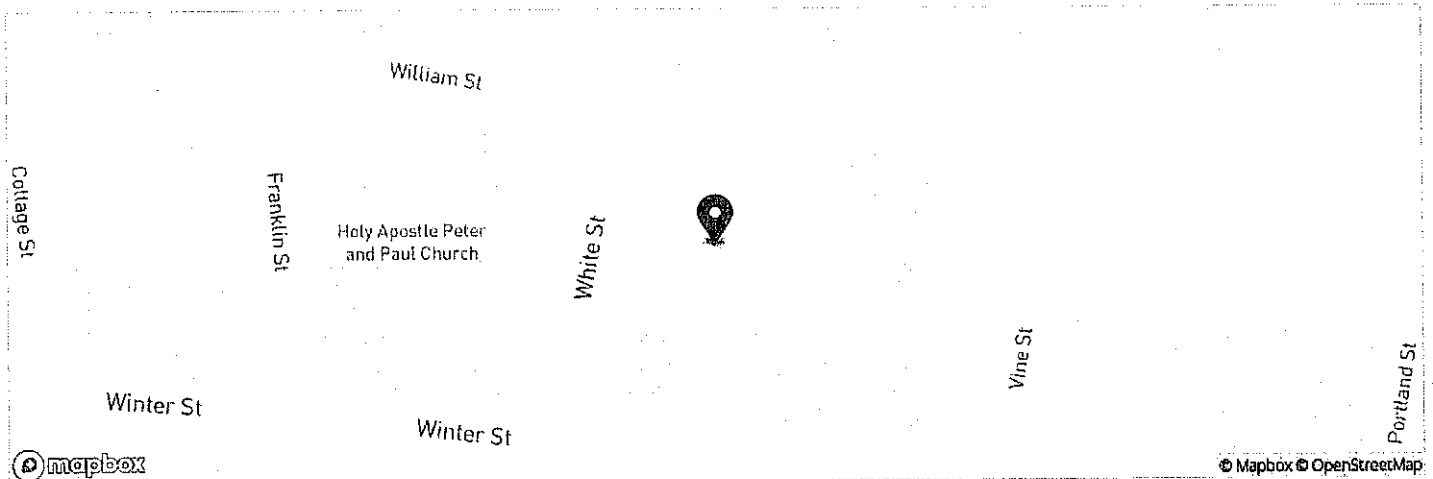 William St
Cottage St
Franklin St
Holy Apostle Peter
and Paul Church
White St
Vine St
Portland St
Winter St
Winter St
mapbox
© Mapbox © OpenStreetMap